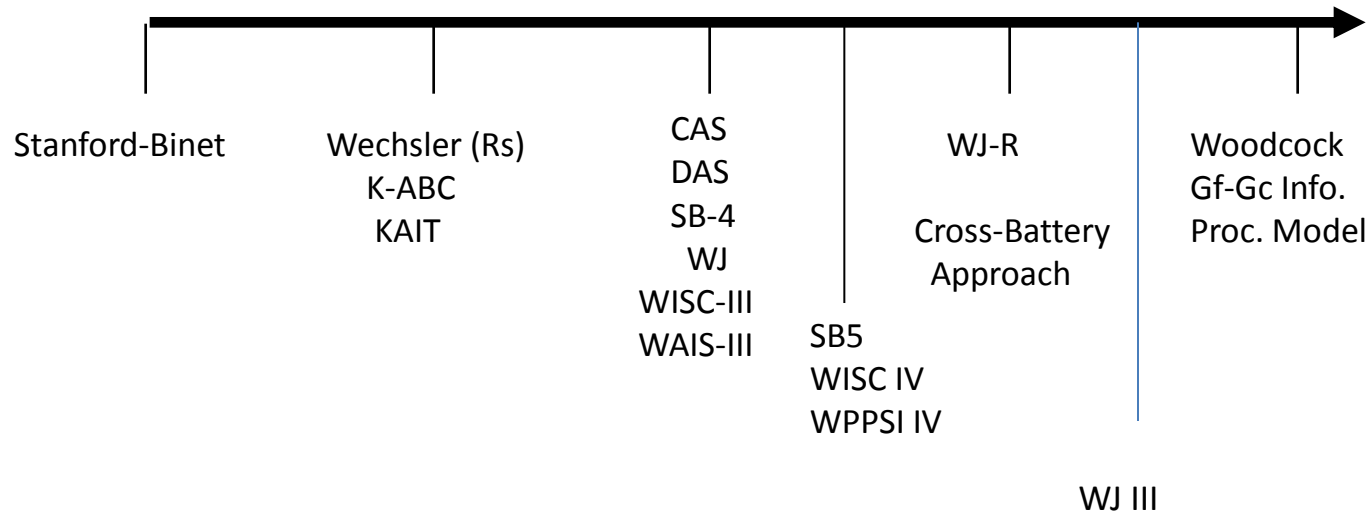 Stanford-Binet
Wechsler (Rs)
K-ABC
KAIT
CAS
DAS
SB-4
WJ
WISC-III
WAIS-III
SB5
WISC IV
WPPSI IV
WJ-R
Cross-Battery
Approach
WJ III
Woodcock
Gf-Gc Info.
Proc. Model